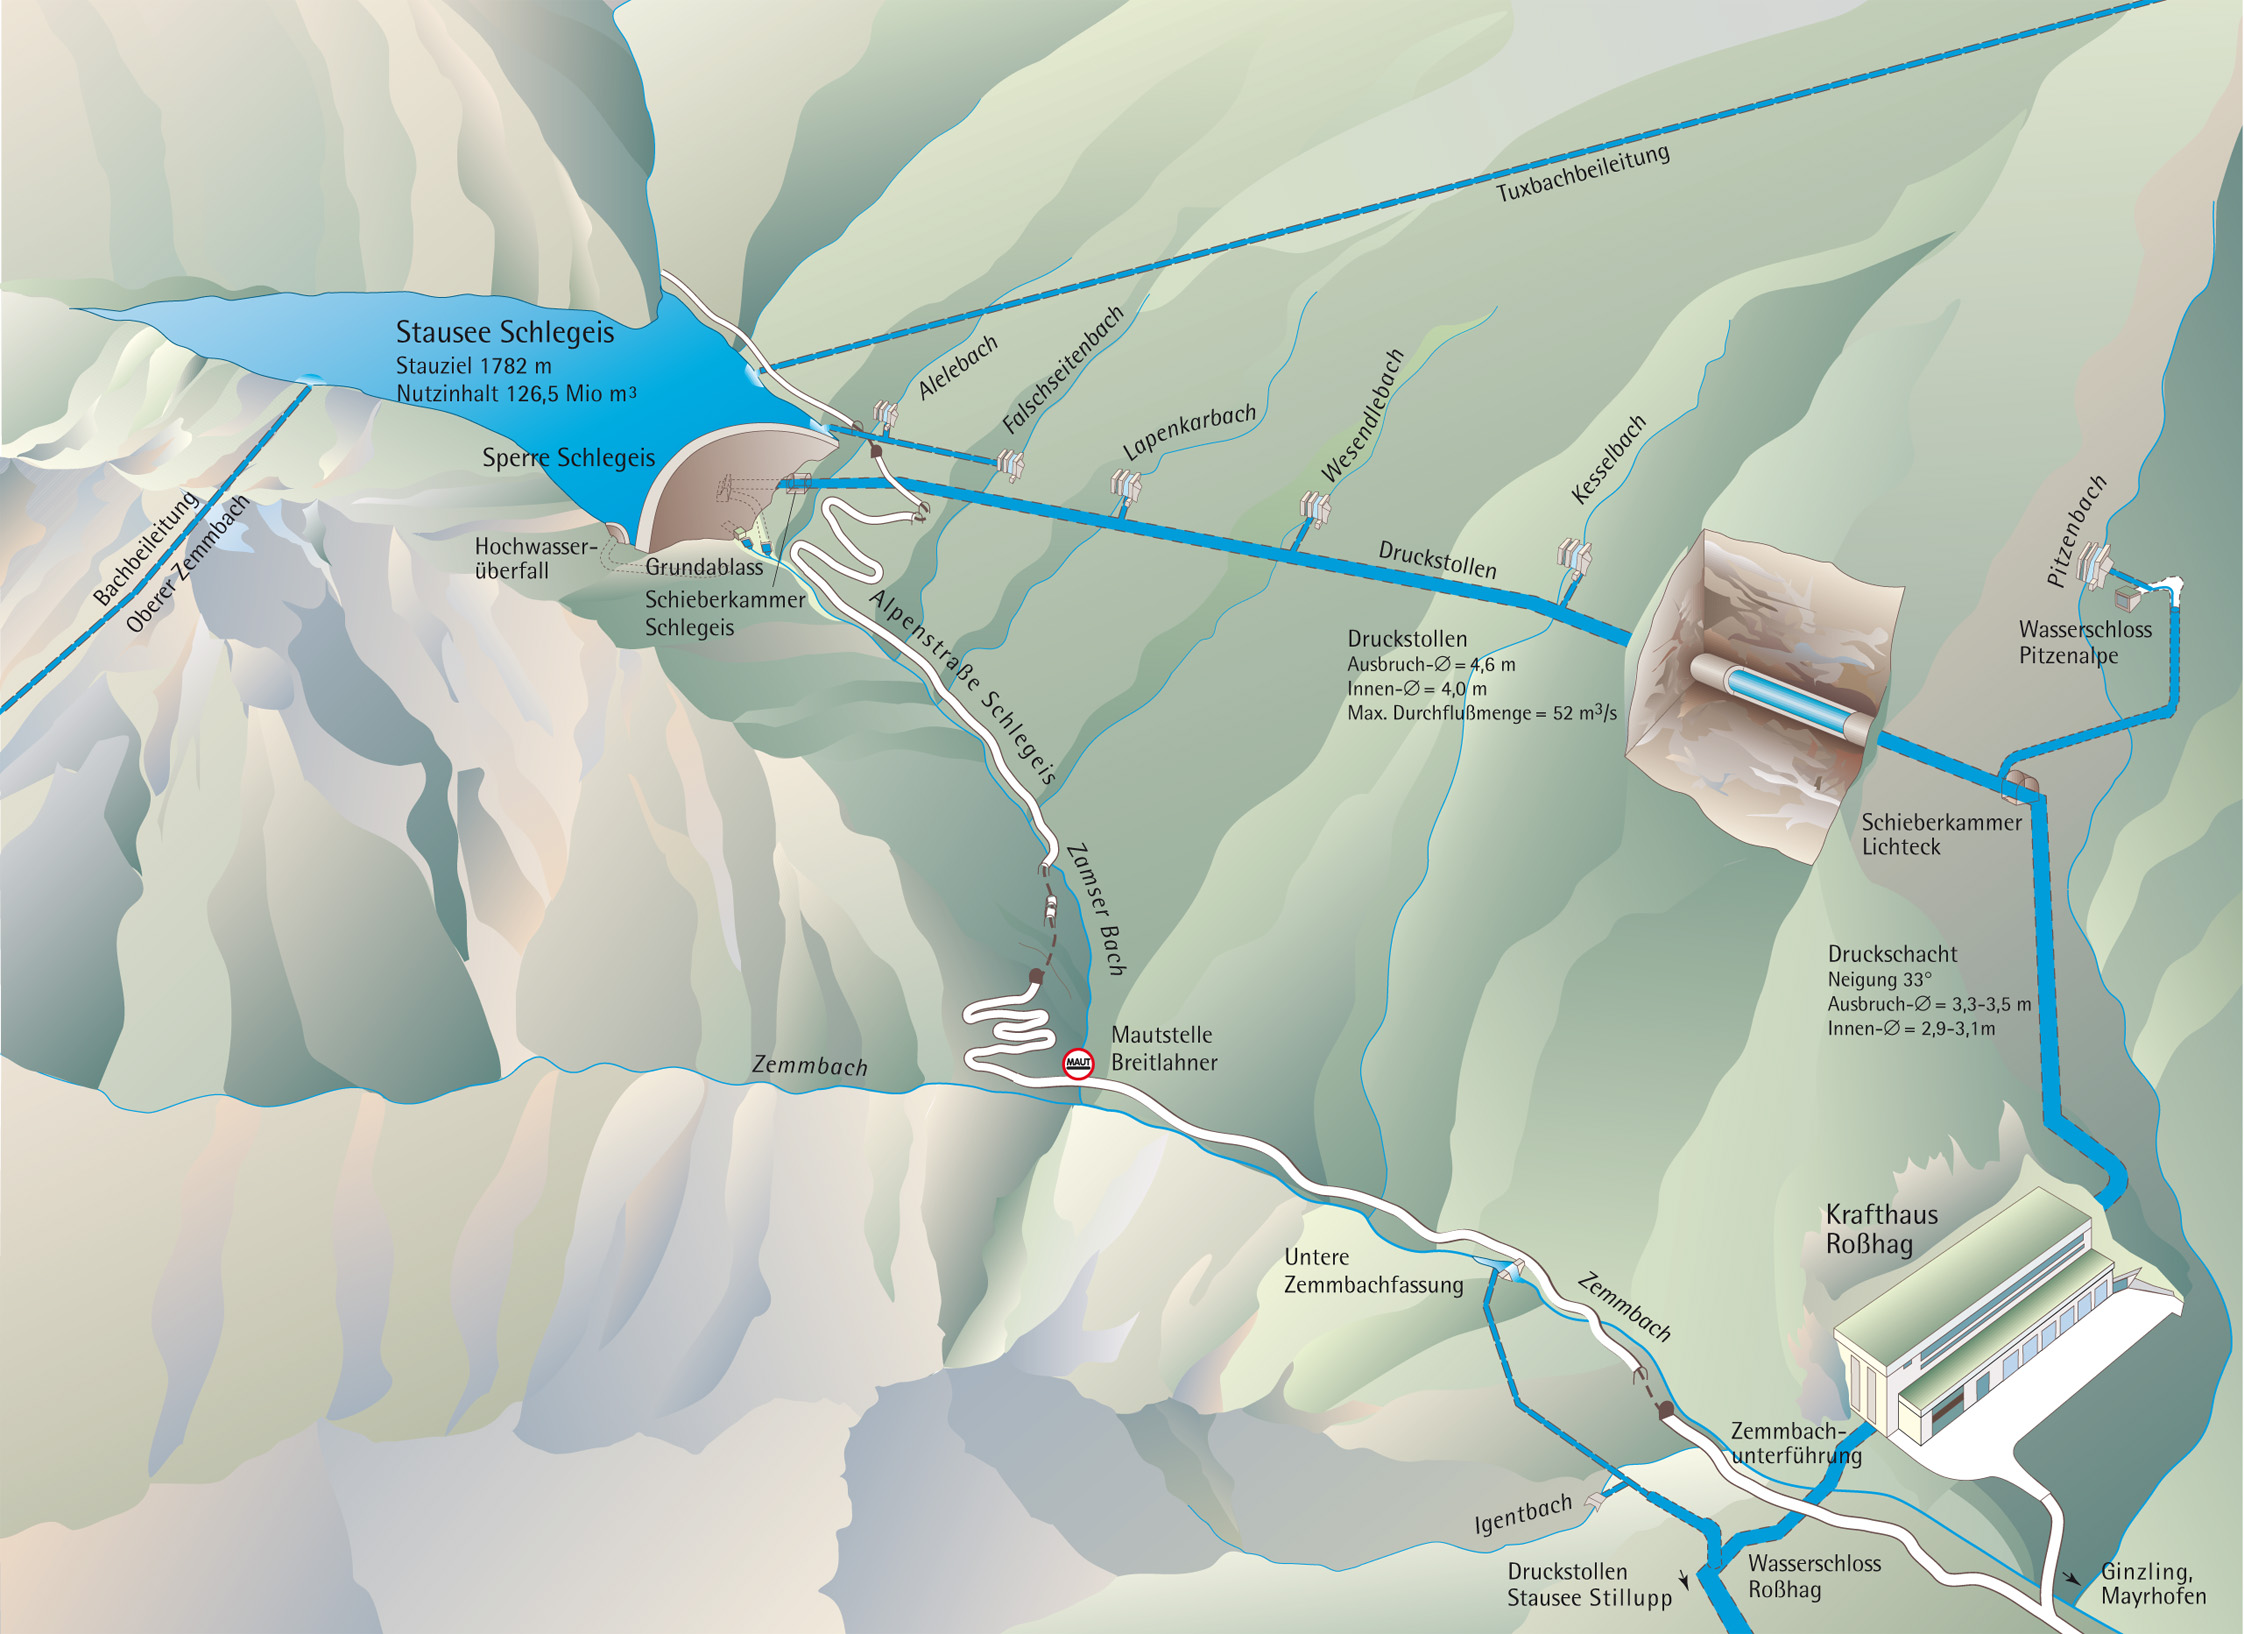 Tuxbachbeileitung
Stausee Schlegeis
Stauziel 1782 m
Nutzinhalt 126,5 Mio m³
Alelebach
Falschseitenbach
Lapenkarbach
Wesendlebach
Kesselbach
Pitzenbach
Sperre Schlegeis
Bachbeileitung
Oberer Zemmbach
Hochwasser-
überfall
Grundablass
Schieberkammer
Schlegeis
Druckstollen
Alpenstraße Schlegeis
Druckstollen
Ausbruch-∅ = 4,6 m
Innen-∅ = 4,0 m
Max. Durchflußmenge = 52 m³/s
Wasserschloss
Pitzenalpe
Schieberkammer
Lichteck
Zamser Bach
Druckschacht
Neigung 33°
Ausbruch-∅ = 3,3-3,5 m
Innen-∅ = 2,9-3,1m
Mautstelle
Breitlahner
MAUT
Zemmbach
Krafthaus
Roßhag
Untere
Zemmbachfassung
Zemmbach
Zemmbach-
unterführung
Igentbach
Druckstollen
Stausee Stillupp
Wasserschloss
Roßhag
Ginzling,
Mayrhofen